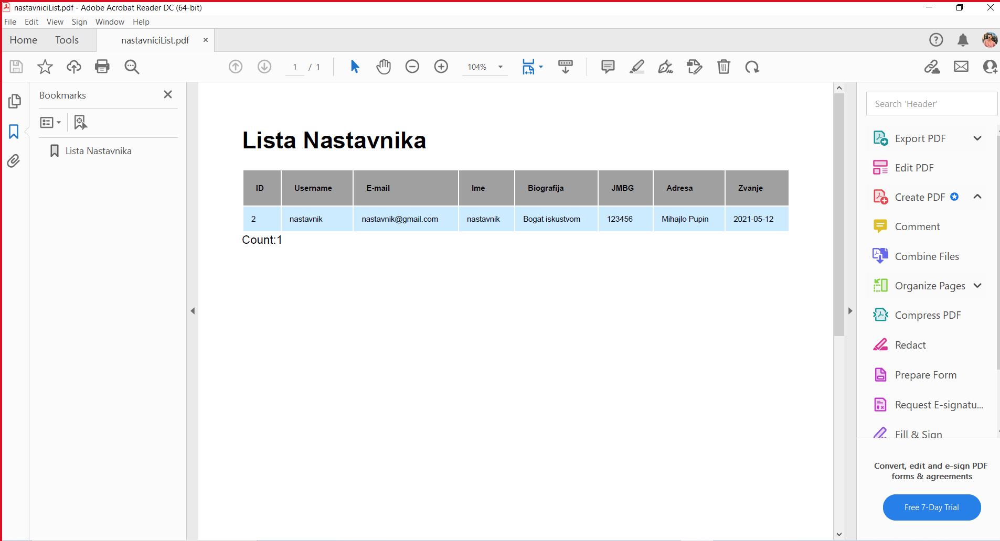 nastavniciList.pdf - Adobe Acrobat Reader DC (64-bit)
File Edit View Sign Window Help
Home Tools nastavniciList.pdf
1 / 1 104%
Bookmarks
Lista Nastavnika
Lista Nastavnika
ID Username E-mail Ime Biografija JMBG Adresa Zvanje
2 nastavnik nastavnik@gmail.com nastavnik Bogat iskustvom 123456 Mihajlo Pupin 2021-05-12
Count:1
Search 'Header'
Export PDF
Edit PDF
Create PDF
Comment
Combine Files
Organize Pages
Compress PDF
Redact
Prepare Form
Request E-signatu...
Fill & Sign
Convert, edit and e-sign PDF
forms & agreements
Free 7-Day Trial